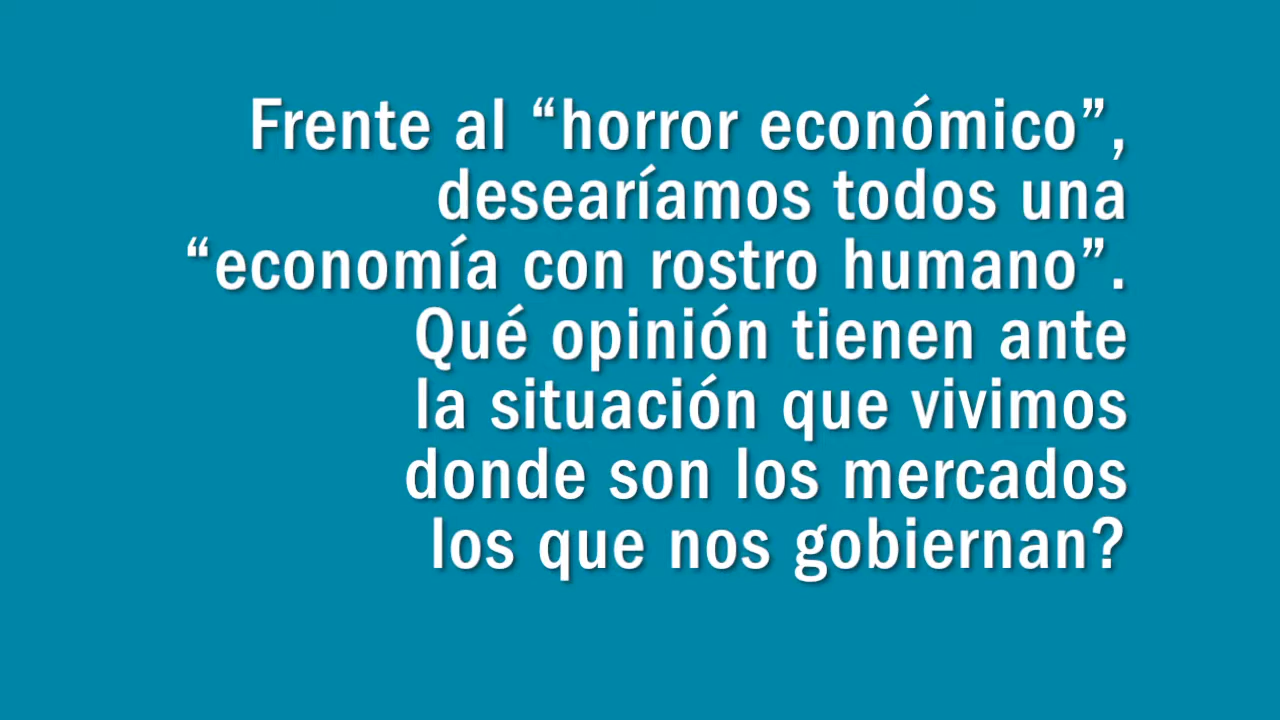 Frente al “horror económico”,
desearíamos todos una
“economía con rostro humano”.
Qué opinión tienen ante
la situación que vivimos
donde son los mercados
los que nos gobiernan?